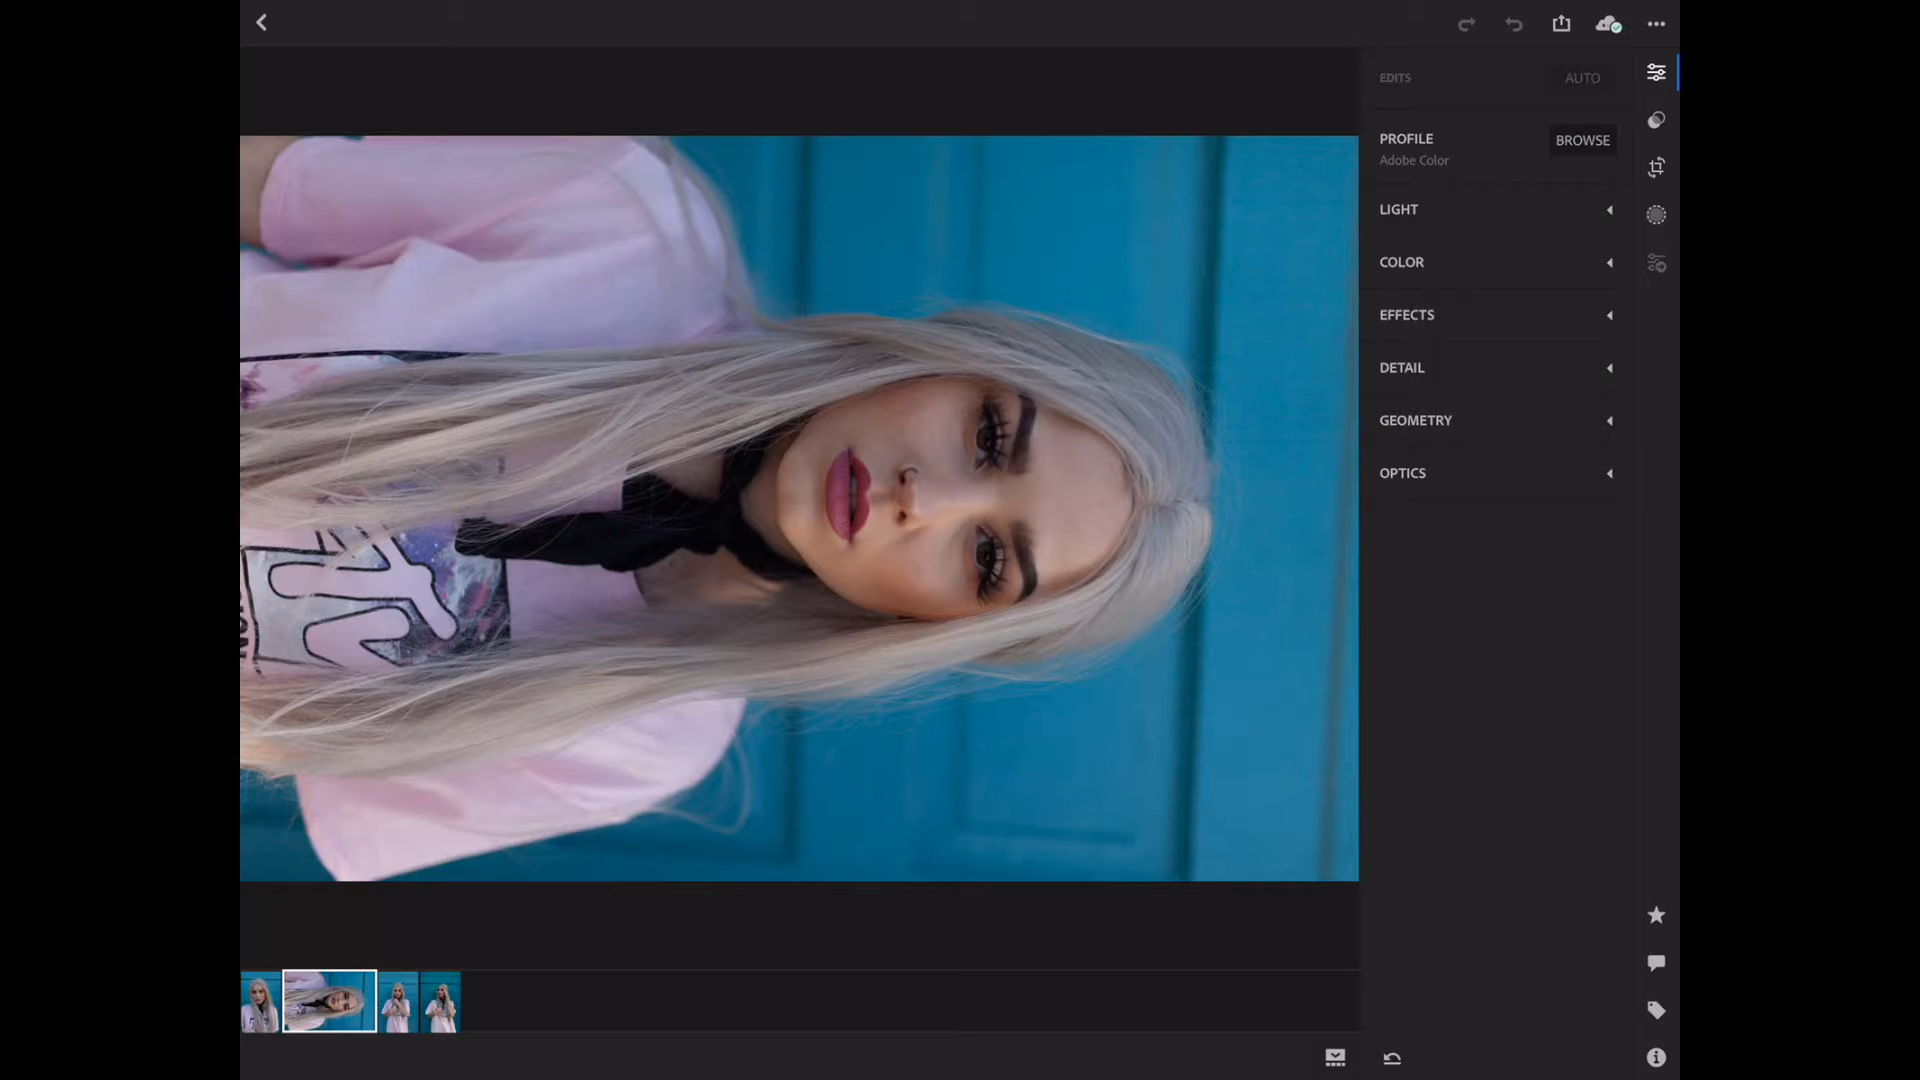 EDITS
AUTO
PROFILE
BROWSE
Adobe Color
LIGHT
COLOR
EFFECTS
DETAIL
GEOMETRY
OPTICS